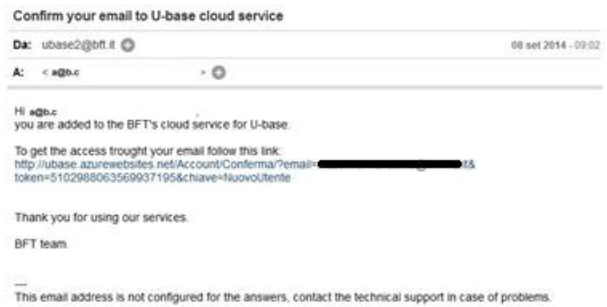 Confirm your email to U-base cloud service
Da: ubase2@bft.it
08 set 2014 - 09:02
A: < a@b.c >
Hi a@b.c ,
you are added to the BFT's cloud service for U-base.
To get the access trought your email follow this link:
http://ubase.azurewebsites.net/Account/Conferma/?email= it&
token=5102988063569937195&chiave=NuovoUtente
Thank you for using our services.
BFT team.
---
This email address is not configured for the answers, contact the technical support in case of problems.